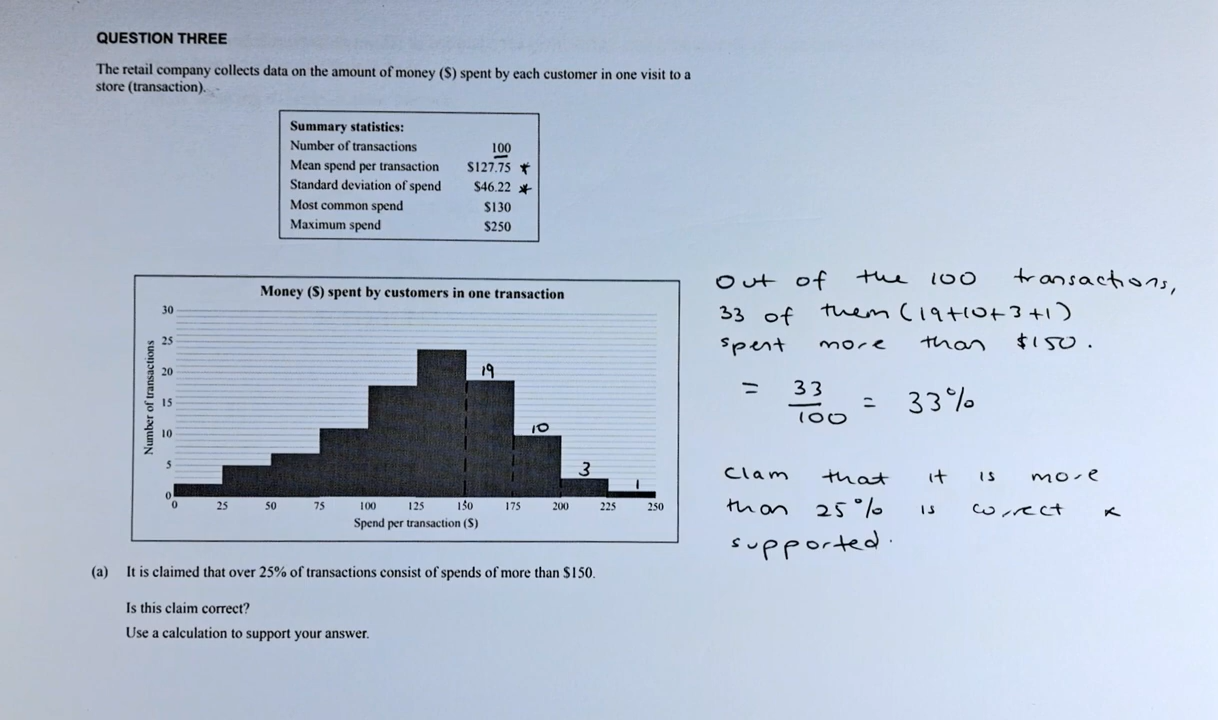 QUESTION THREE
The retail company collects data on the amount of money ($) spent by each customer in one visit to a
store (transaction).
Summary statistics:
Number of transactions 100
Mean spend per transaction $127.75 *
Standard deviation of spend $46.22 *
Most common spend $130
Maximum spend $250
Money ($) spent by customers in one transaction
Number of transactions
30
25
20
15
10
5
0
19
10
3
1
0 25 50 75 100 125 150 175 200 225 250
Spend per transaction ($)
Out of the 100 transactions,
33 of them (19+10+3+1)
spent more than $150.
= 33/100 = 33%
Clam that it is more
than 25% is correct &
supported.
(a) It is claimed that over 25% of transactions consist of spends of more than $150.
Is this claim correct?
Use a calculation to support your answer.